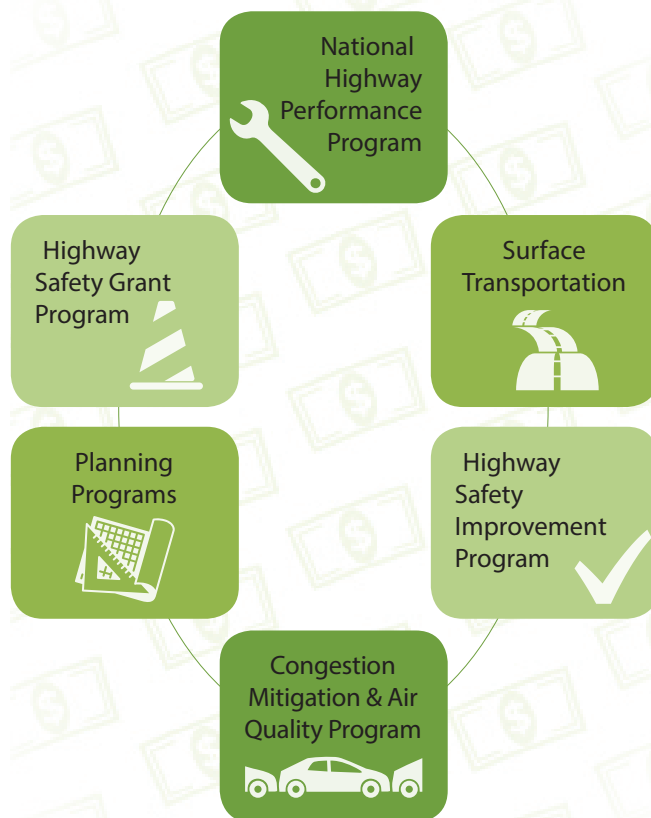 National
Highway
Performance
Program
Highway
Safety Grant
Program
Surface
Transportation
Planning
Programs
Highway
Safety
Improvement
Program
Congestion
Mitigation & Air
Quality Program